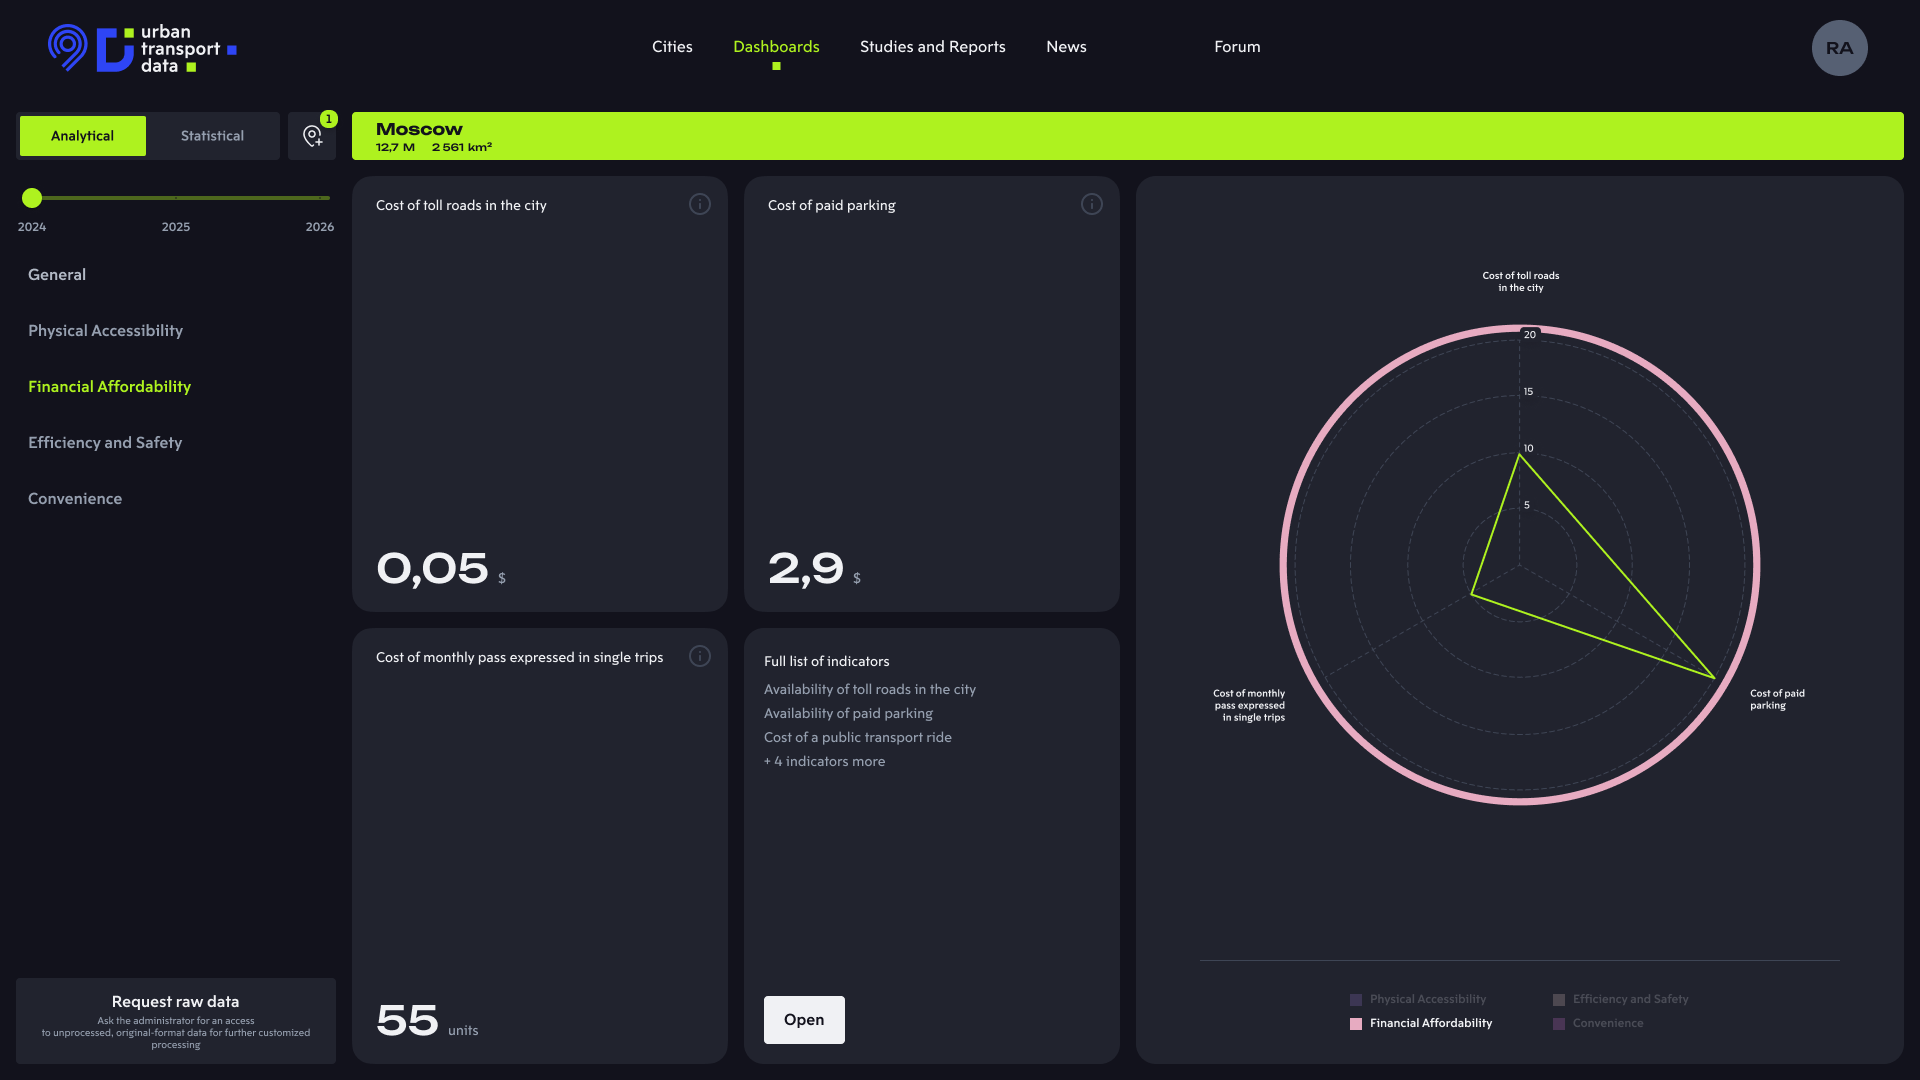 urban
transport
data
Cities
Dashboards
Studies and Reports
News
Forum
RA
Analytical
Statistical
1
Moscow
12,7 M 2 561 km²
2024
2025
2026
General
Physical Accessibility
Financial Affordability
Efficiency and Safety
Convenience
Cost of toll roads in the city
0,05 $
Cost of paid parking
2,9 $
Cost of monthly pass expressed in single trips
55 units
Full list of indicators
Availability of toll roads in the city
Availability of paid parking
Cost of a public transport ride
+ 4 indicators more
Open
Cost of toll roads
in the city
20
15
10
5
Cost of monthly
pass expressed
in single trips
Cost of paid
parking
Physical Accessibility
Efficiency and Safety
Financial Affordability
Convenience
Request raw data
Ask the administrator for an access
to unprocessed, original-format data for further customized
processing